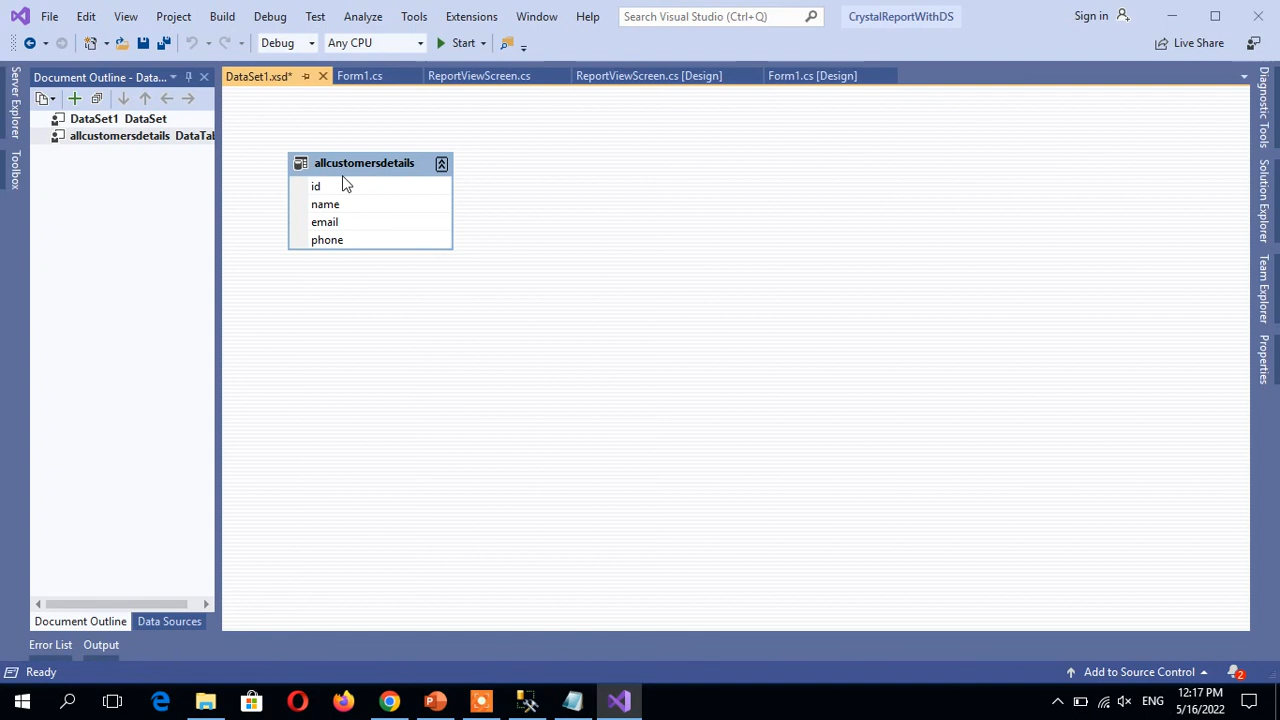 File Edit View Project Build Debug Test Analyze Tools Extensions Window Help Search Visual Studio (Ctrl+Q) CrystalReportWithDS Sign in
Debug Any CPU Start Live Share
Document Outline - Data... DataSet1.xsd* Form1.cs ReportViewScreen.cs ReportViewScreen.cs [Design] Form1.cs [Design]
Server Explorer
Toolbox
DataSet1 DataSet
allcustomersdetails DataTab
allcustomersdetails
id
name
email
phone
Diagnostic Tools
Solution Explorer
Team Explorer
Properties
Document Outline Data Sources
Error List Output
Ready Add to Source Control 2
ENG 12:17 PM
5/16/2022